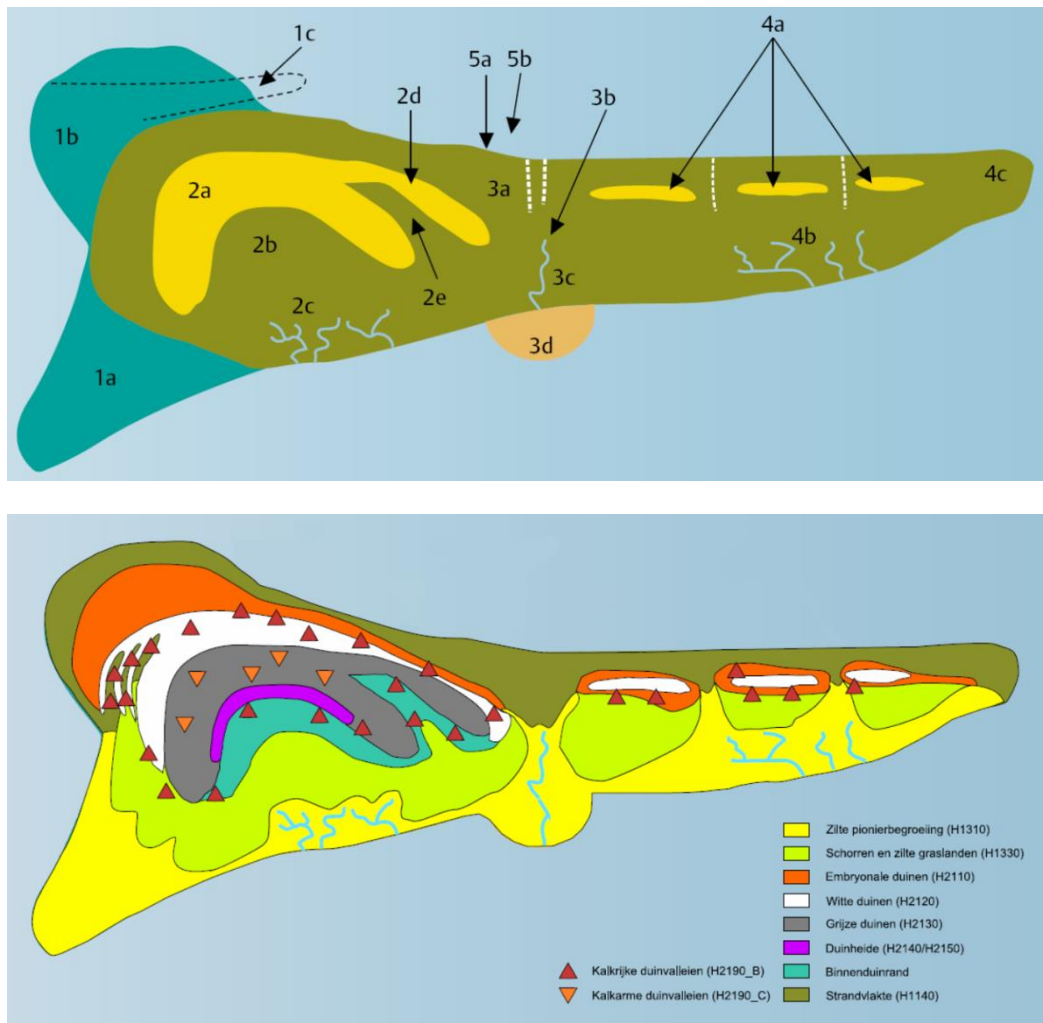 1c
4a
5a
5b
2d
3b
1b
2a
3a
4c
2b
4b
2e
3c
2c
3d
1a
Zilte pionierbegroeiing (H1310)
Schorren en zilte graslanden (H1330)
Embryonale duinen (H2110)
Witte duinen (H2120)
Grijze duinen (H2130)
Duinheide (H2140/H2150)
Kalkrijke duinvalleien (H2190_B)
Binnenduinrand
Kalkarme duinvalleien (H2190_C)
Strandvlakte (H1140)